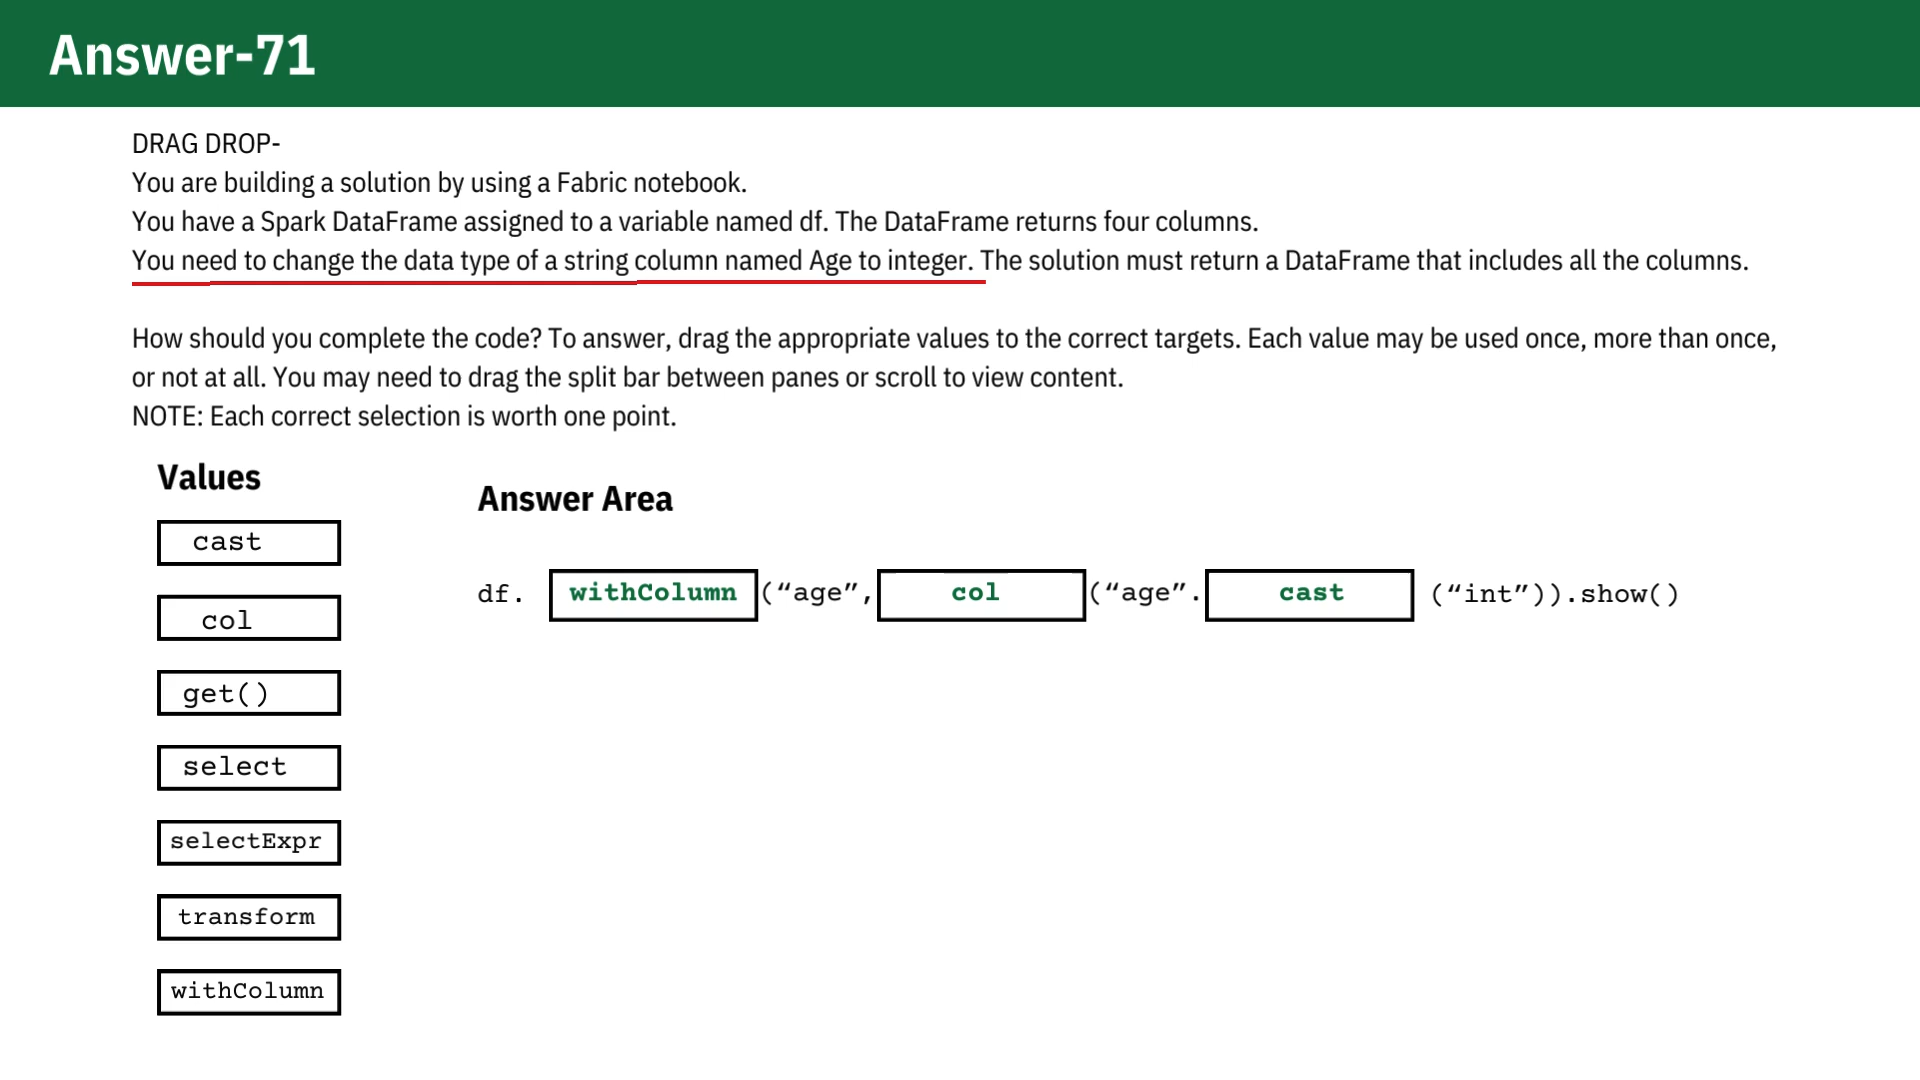 Answer-71
DRAG DROP-
You are building a solution by using a Fabric notebook.
You have a Spark DataFrame assigned to a variable named df. The DataFrame returns four columns.
You need to change the data type of a string column named Age to integer. The solution must return a DataFrame that includes all the columns.
How should you complete the code? To answer, drag the appropriate values to the correct targets. Each value may be used once, more than once,
or not at all. You may need to drag the split bar between panes or scroll to view content.
NOTE: Each correct selection is worth one point.
Values
cast
col
get()
select
selectExpr
transform
withColumn
Answer Area
df. withColumn (“age”, col (“age”. cast (“int”)).show()